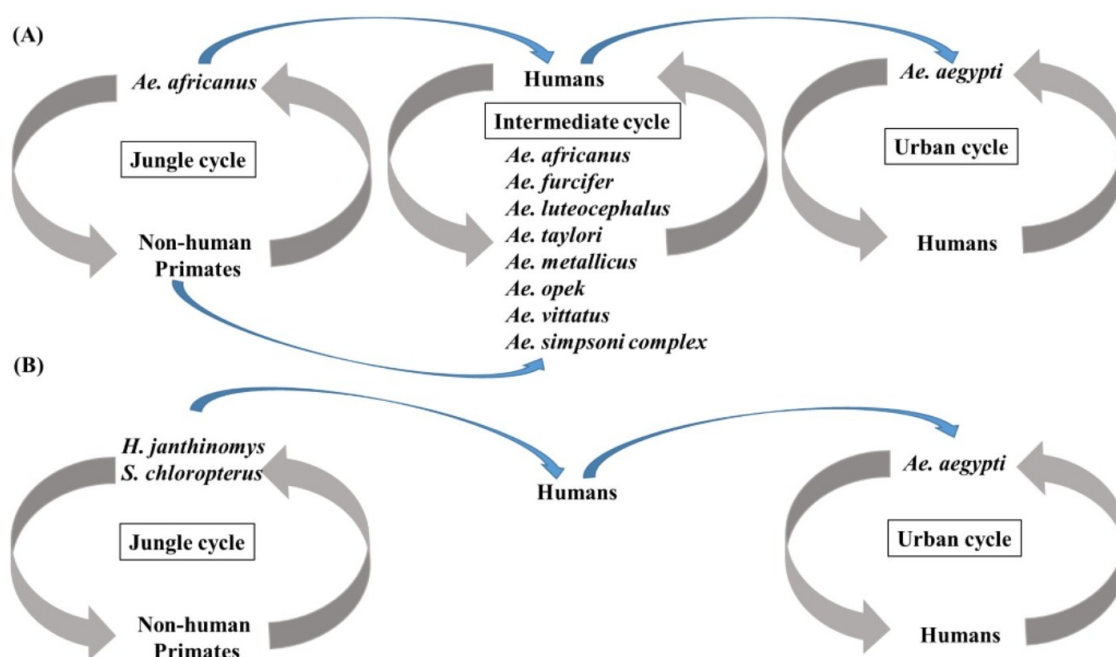 (A)
Ae. africanus
Jungle cycle
Non-human
Primates
Humans
Intermediate cycle
Ae. africanus
Ae. furcifer
Ae. luteocephalus
Ae. taylori
Ae. metallicus
Ae. opek
Ae. vittatus
Ae. simpsoni complex
Ae. aegypti
Urban cycle
Humans
(B)
H. janthinomys
S. chloropterus
Jungle cycle
Non-human
Primates
Humans
Ae. aegypti
Urban cycle
Humans